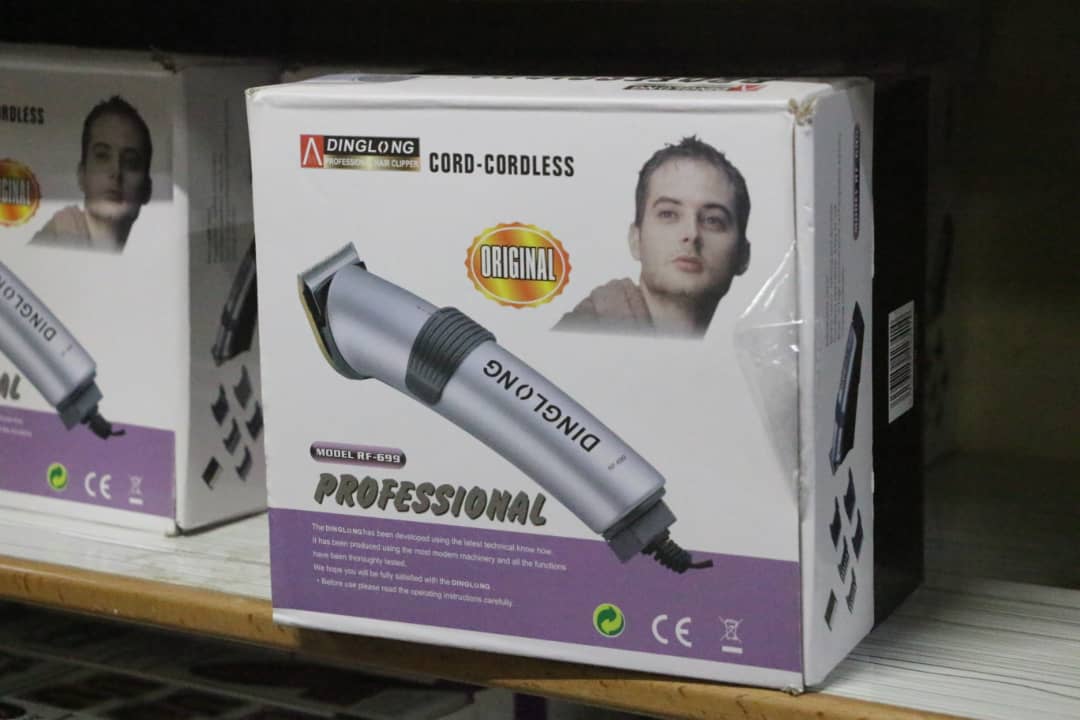 DINGLONG
PROFESSIONAL HAIR CLIPPER
CORD-CORDLESS
ORIGINAL
DINGLONG
RF-699
MODEL RF-699
PROFESSIONAL
The DINGLONG has been developed using the latest technical know how.
It has been produced using the most modern machinery and all the functions
have been thoroughly tested.
We hope you will be fully satisfied with the DINGLONG
• Before use please read the operating instructions carefully.
CE
RDLESS
GINAL
DINGLONG
AL
CE